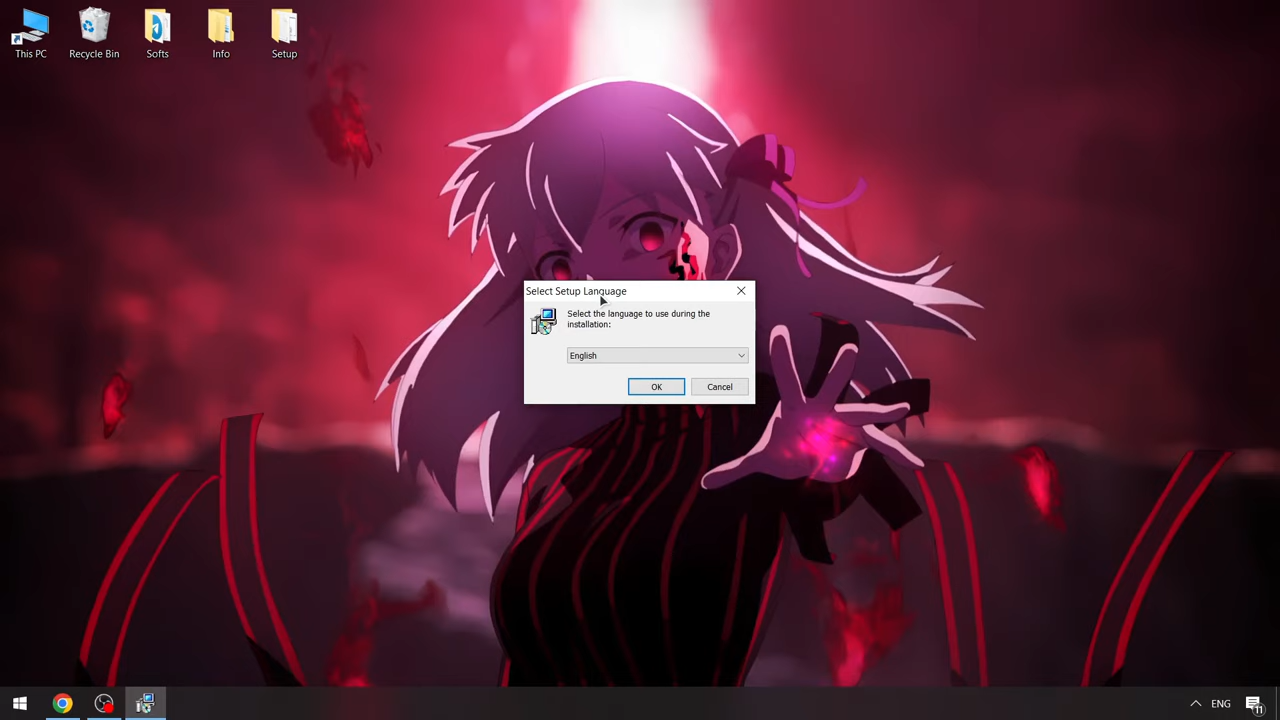 This PC
Recycle Bin
Softs
Info
Setup
Select Setup Language
Select the language to use during the
installation:
English
OK
Cancel
ENG
11